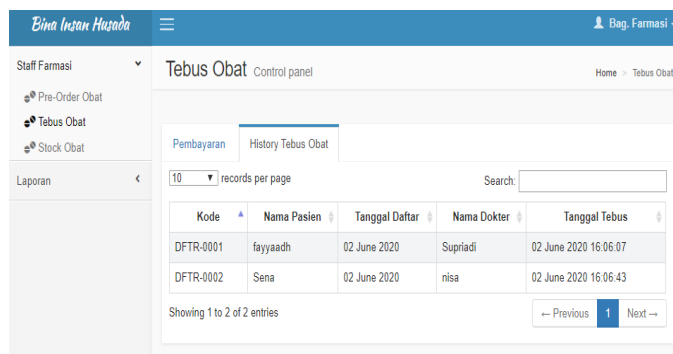 Bina Insan Husada
Bag. Farmasi
Staff Farmasi
Pre-Order Obat
Tebus Obat
Stock Obat
Laporan
Tebus Obat Control panel
Home > Tebus Obat
Pembayaran History Tebus Obat
10 records per page Search:
Kode Nama Pasien Tanggal Daftar Nama Dokter Tanggal Tebus
DFTR-0001 fayyaadh 02 June 2020 Supriadi 02 June 2020 16:06:07
DFTR-0002 Sena 02 June 2020 nisa 02 June 2020 16:06:43
Showing 1 to 2 of 2 entries
← Previous 1 Next →